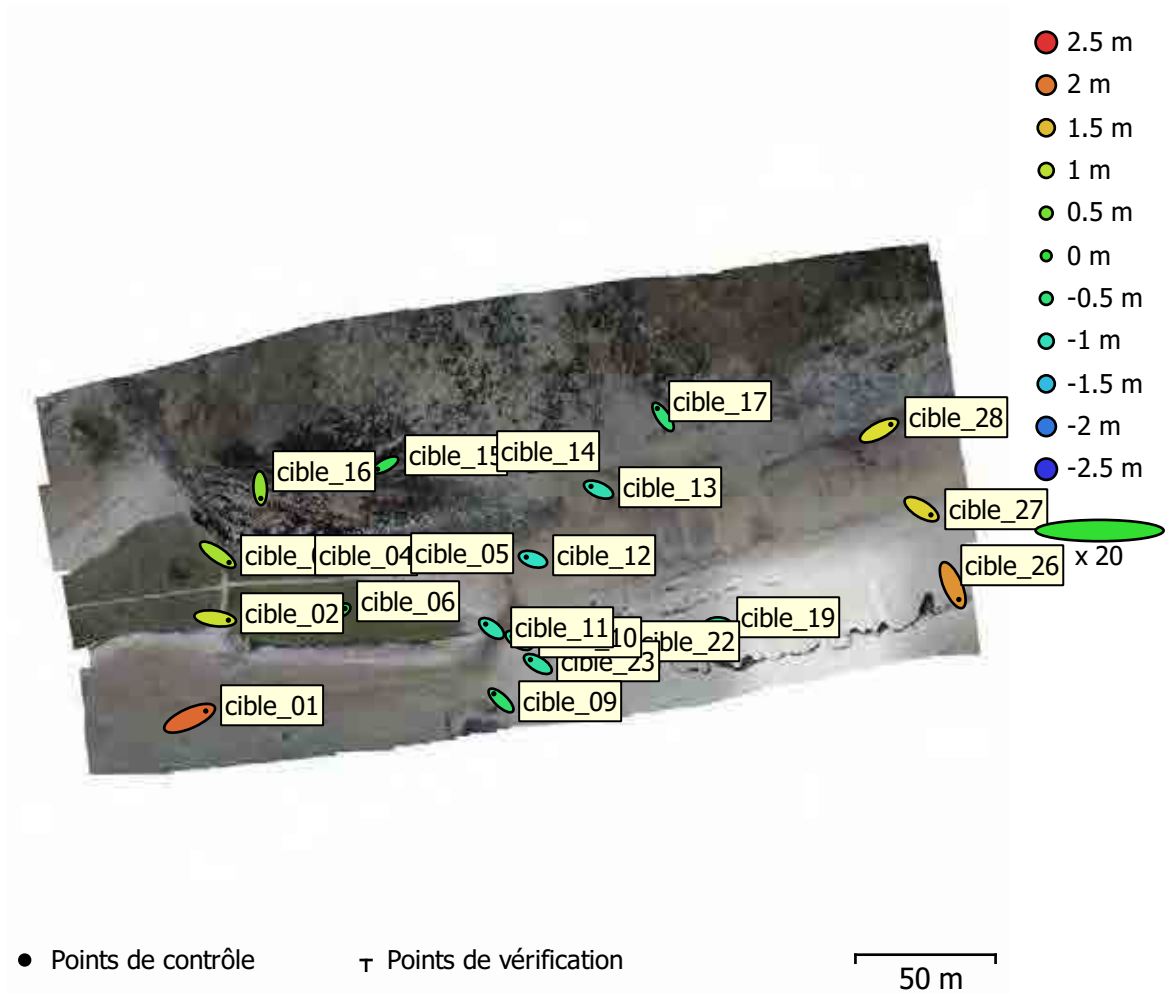 2.5 m
2 m
1.5 m
1 m
0.5 m
0 m
-0.5 m
-1 m
-1.5 m
-2 m
-2.5 m
x 20
cible_17
cible_28
cible_14
cible_15
cible_16
cible_13
cible_27
cible_04
cible_05
cible_12
cible_26
cible_06
cible_02
cible_19
cible_11
cible_22
cible_23
cible_09
cible_01
Points de contrôle
Points de vérification
50 m